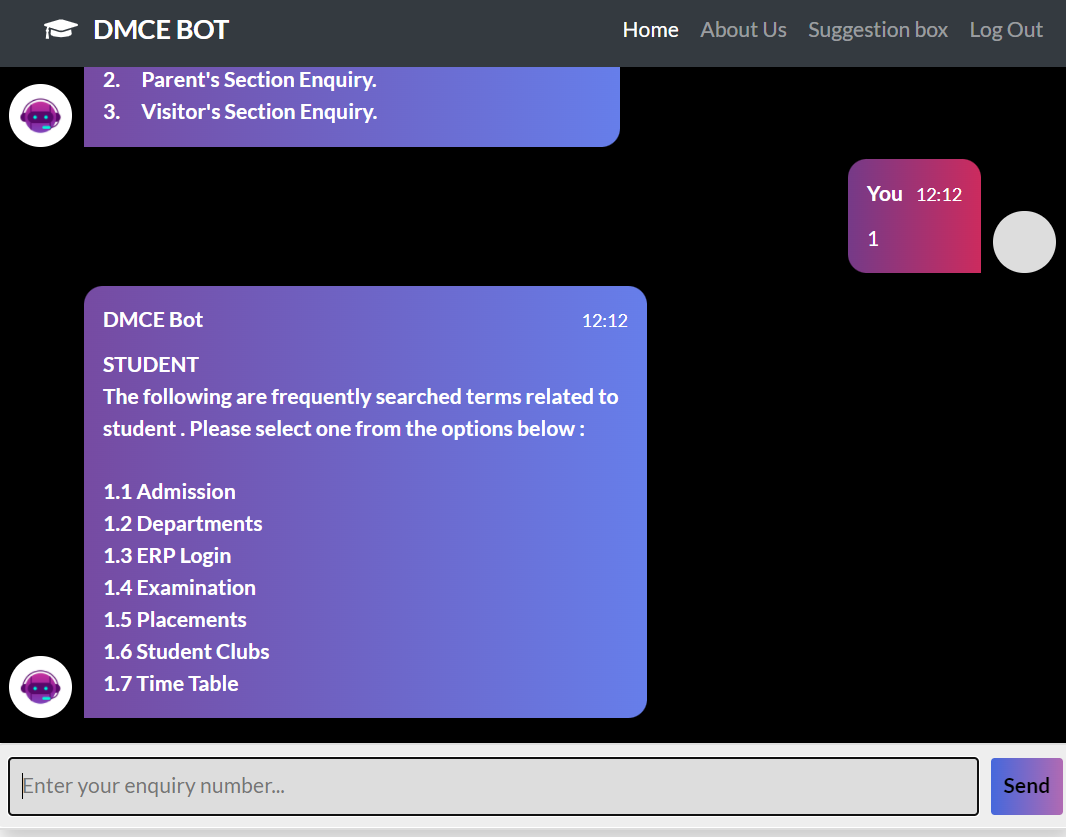 DMCE BOT
Home About Us Suggestion box Log Out
2. Parent's Section Enquiry.
3. Visitor's Section Enquiry.
You 12:12
1
DMCE Bot 12:12
STUDENT
The following are frequently searched terms related to
student . Please select one from the options below :
1.1 Admission
1.2 Departments
1.3 ERP Login
1.4 Examination
1.5 Placements
1.6 Student Clubs
1.7 Time Table
Enter your enquiry number...
Send